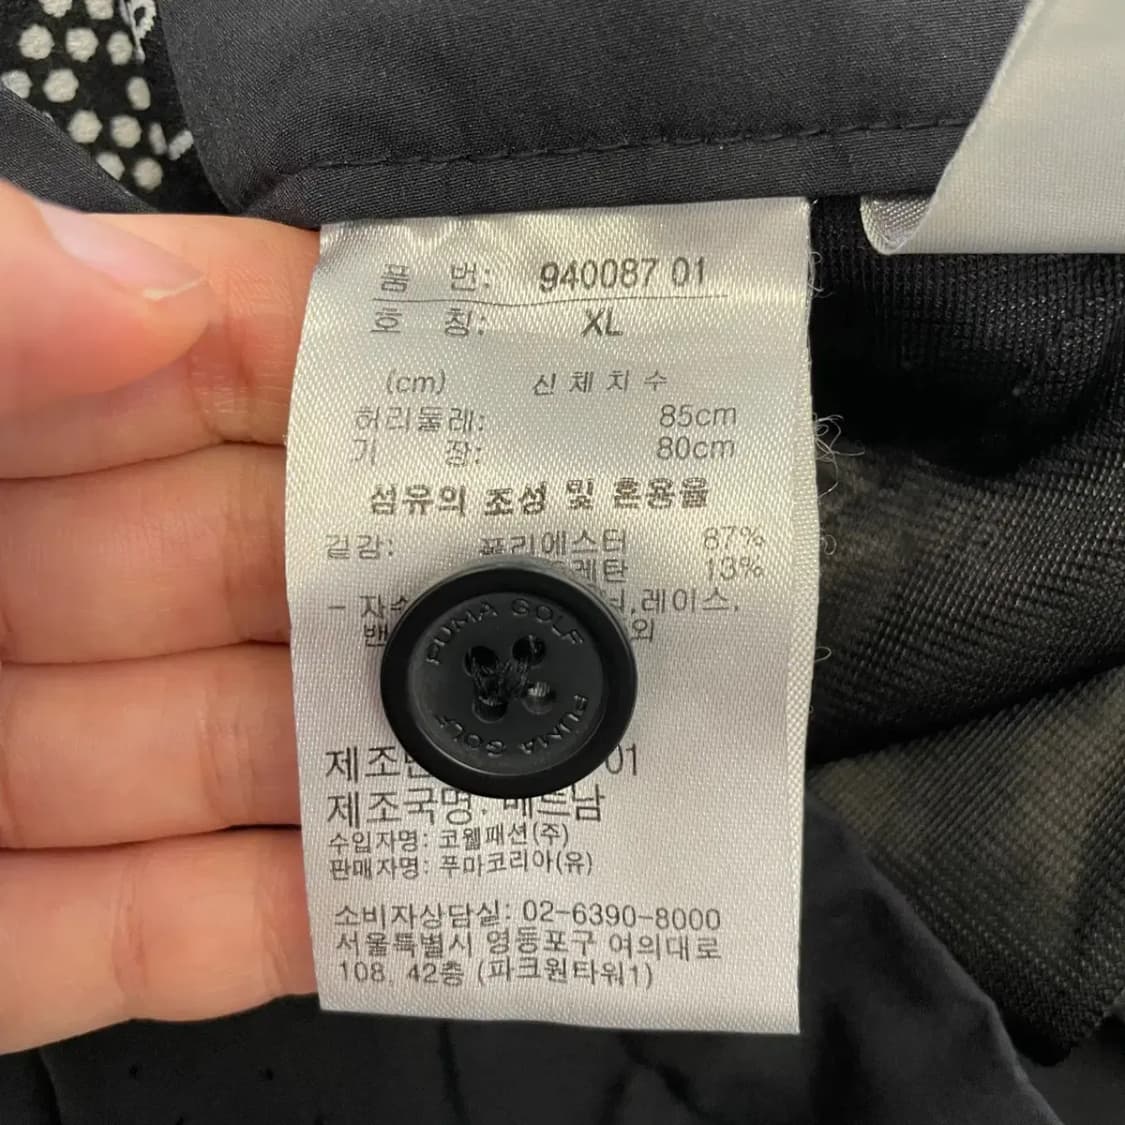 품 번: 940087 01
호 칭: XL
(cm) 신체치수
허리둘레: 85cm
기 장: 80cm
섬유의 조성 및 혼용율
겉감: 폴리에스터 87%
13%
레이스,
외
PUMA GOLF
PUMA GOLF
01
제조국명: 베트남
수입자명: 코웰패션(주)
판매자명: 푸마코리아(유)
소비자상담실: 02-6390-8000
서울특별시 영등포구 여의대로
108, 42층 (파크원타워1)